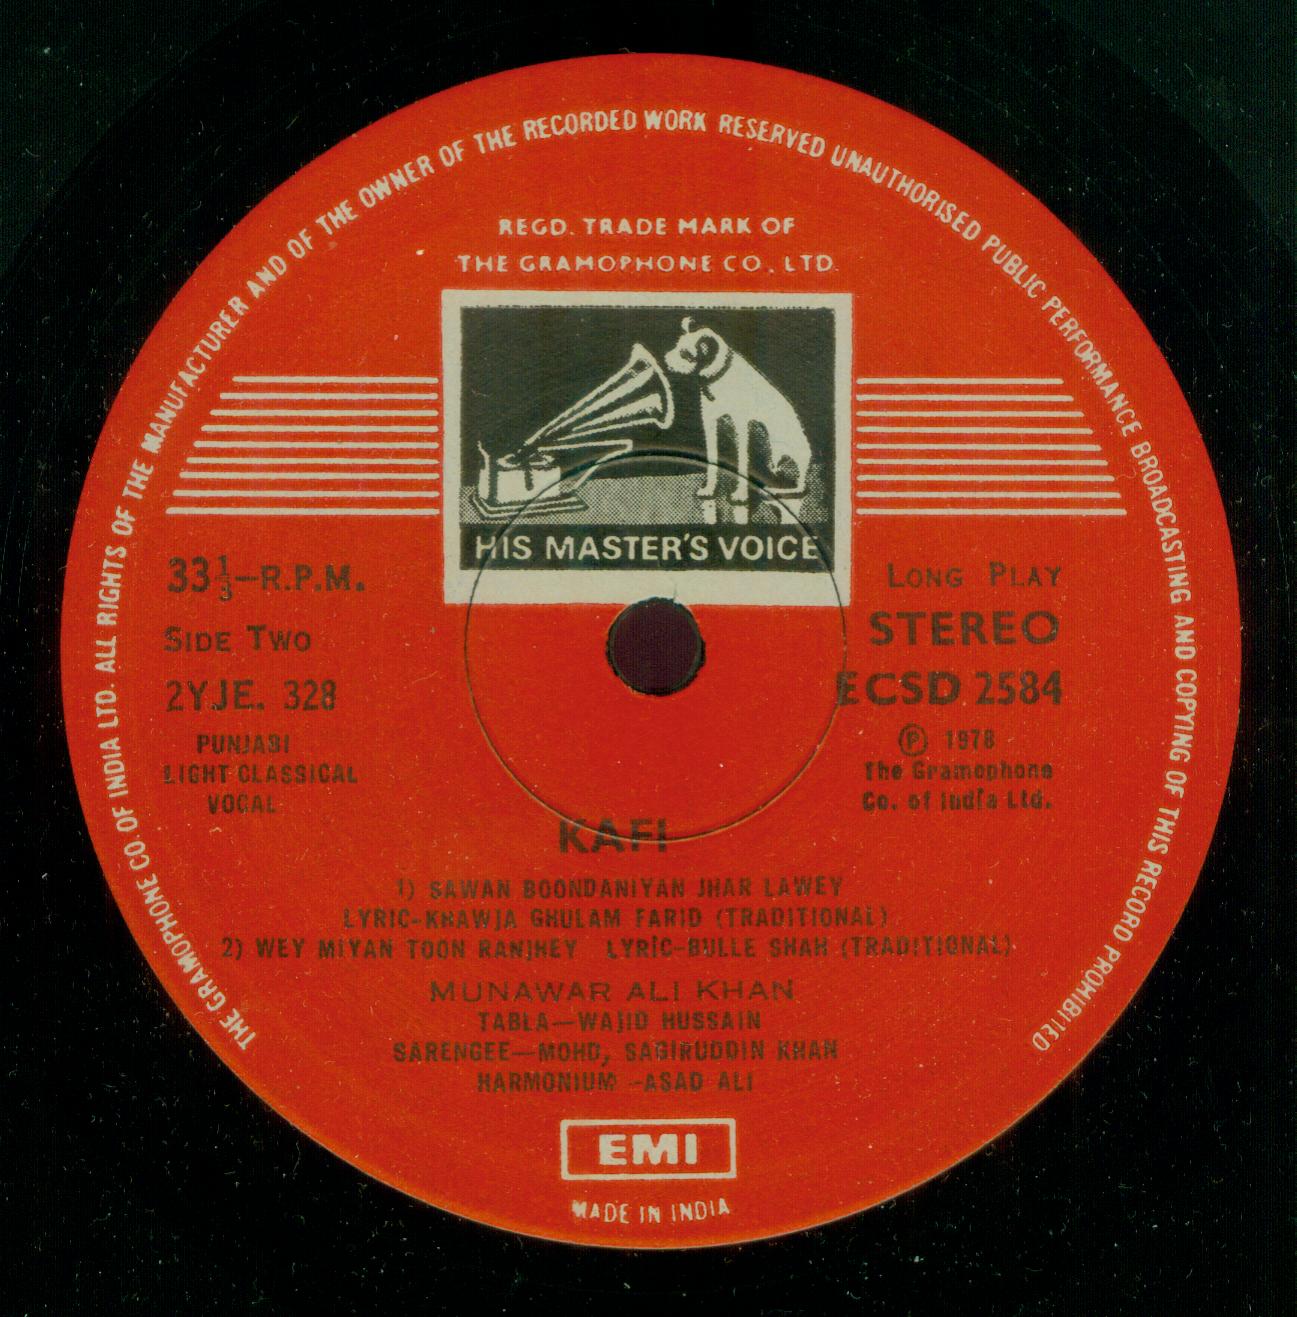 THE GRAMOPHONE CO. OF INDIA LTD. ALL RIGHTS OF THE MANUFACTURER AND OF THE OWNER OF THE RECORDED WORK RESERVED UNAUTHORISED PUBLIC PERFORMANCE BROADCASTING AND COPYING OF THIS RECORD PROHIBITED
REGD. TRADE MARK OF
THE GRAMOPHONE CO. LTD.
HIS MASTER'S VOICE
33⅓–R.P.M.
SIDE TWO
2YJE. 328
PUNJABI
LIGHT CLASSICAL
VOCAL
LONG PLAY
STEREO
ECSD 2584
Ⓟ 1978
The Gramophone
Co. of India Ltd.
KAFI
1) SAWAN BOONDANIYAN JHAR LAWEY
LYRIC-KHAWJA GHULAM FARID (TRADITIONAL)
2) WEY MIYAN TOON RANJHEY LYRIC-BULLE SHAH (TRADITIONAL)
MUNAWAR ALI KHAN
TABLA—WAJID HUSSAIN
SARENGEE—MOHD, SAGIRUDDIN KHAN
HARMONIUM -ASAD ALI
EMI
MADE IN INDIA